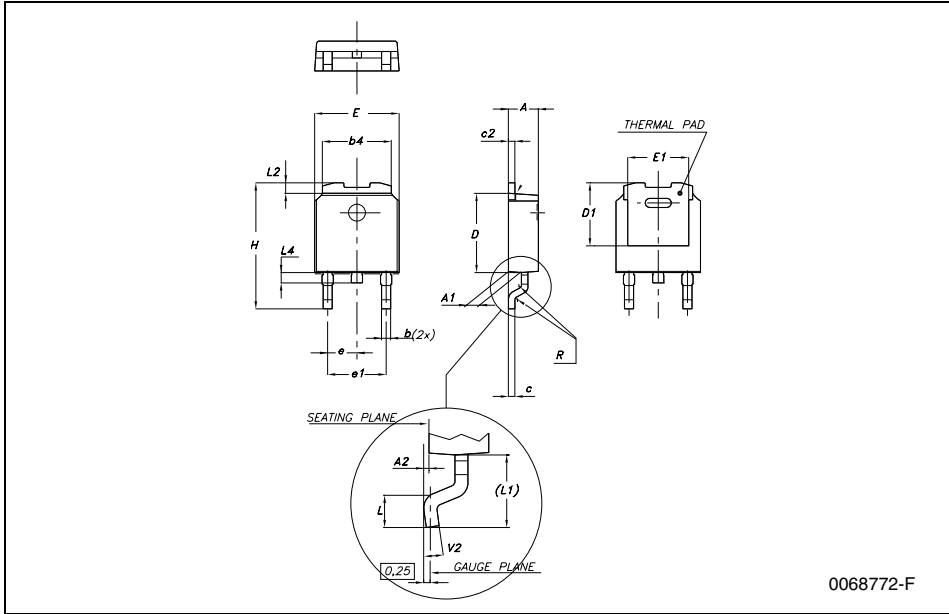 E
b4
L2
H
L4
b(2x)
e
e1
A
c2
D
A1
R
c
THERMAL PAD
E1
D1
SEATING PLANE
A2
(L1)
L
V2
0,25
GAUGE PLANE
0068772-F